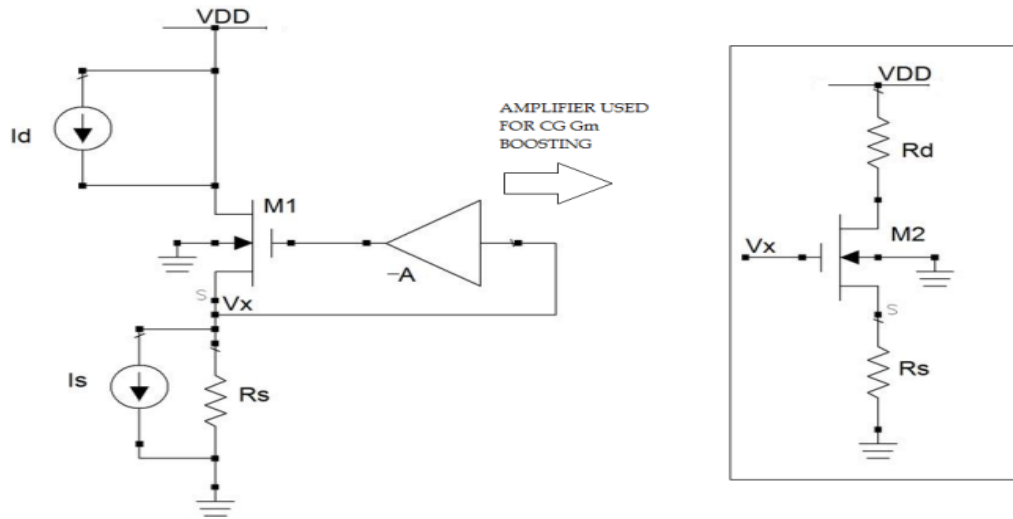 VDD
Id
M1
-A
S
Vx
Is
Rs
AMPLIFIER USED
FOR CG Gm
BOOSTING
VDD
Rd
M2
Vx
S
Rs